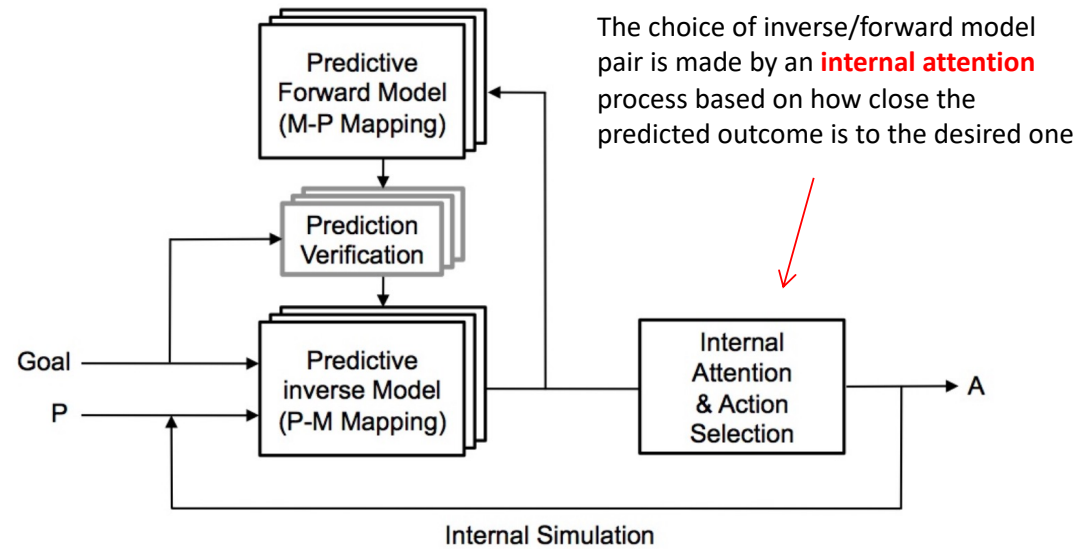 The choice of inverse/forward model
pair is made by an internal attention
process based on how close the
predicted outcome is to the desired one
Predictive
Forward Model
(M-P Mapping)
Prediction
Verification
Goal
P
Predictive
inverse Model
(P-M Mapping)
Internal
Attention
& Action
Selection
A
Internal Simulation